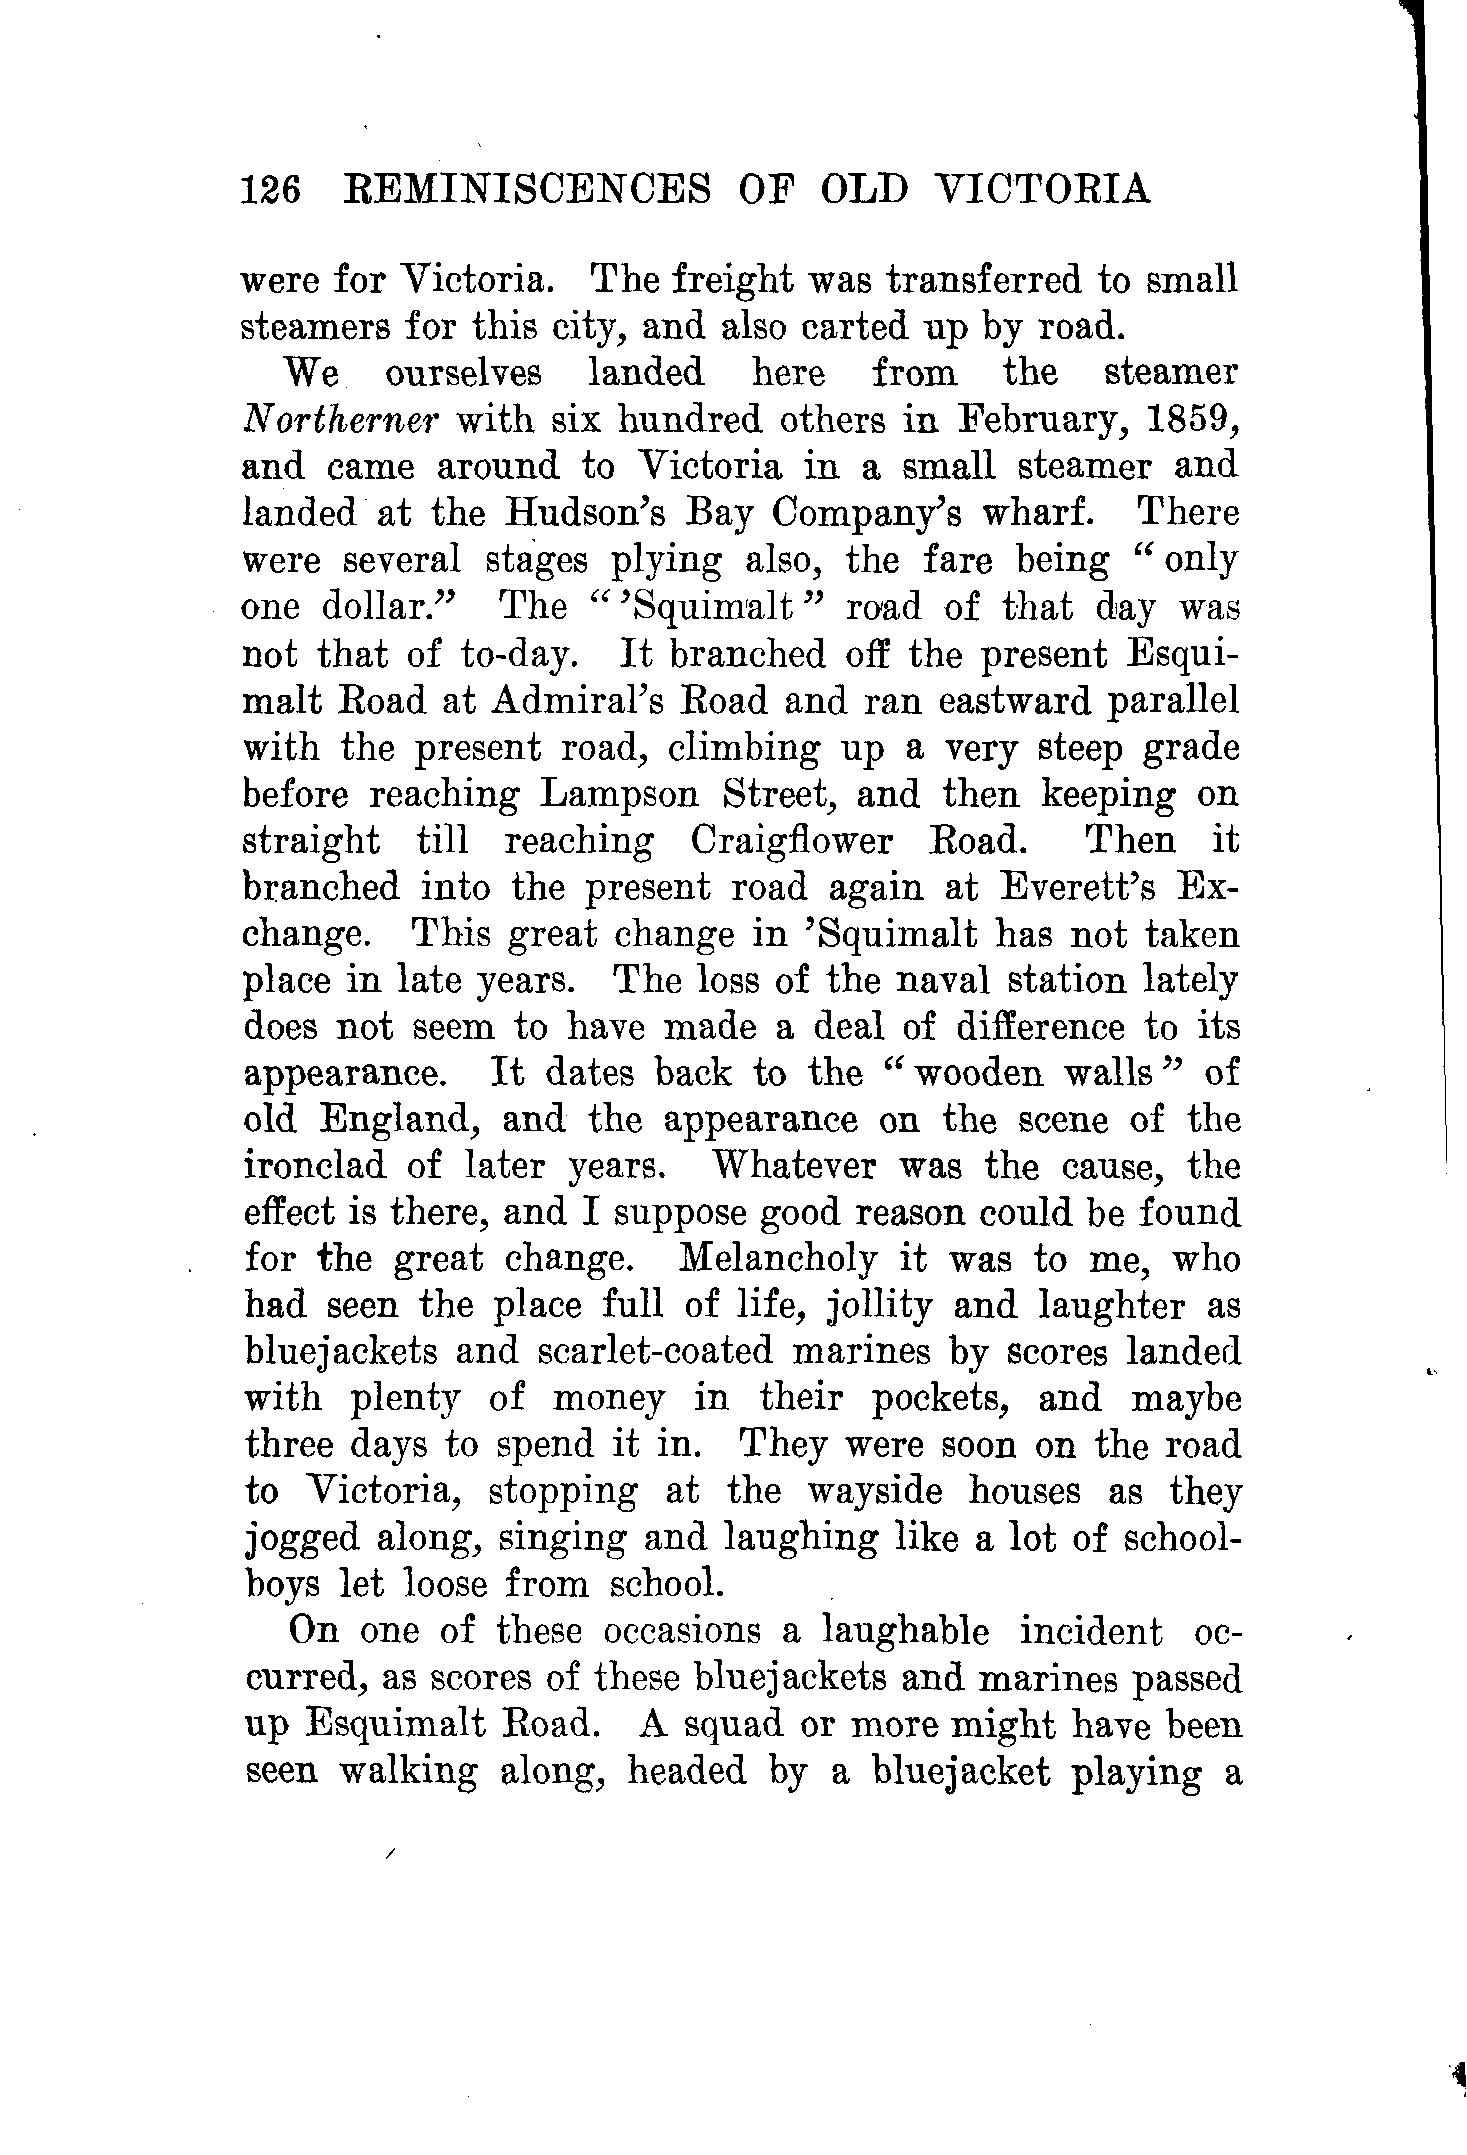 126 REMINISCENCES OF OLD VICTORIA
were for Victoria. The freight was transferred to small
steamers for this city, and also carted up by road.
We ourselves landed here from the steamer
Northerner with six hundred others in February, 1859,
and came around to Victoria in a small steamer and
landed at the Hudson's Bay Company's wharf. There
were several stages plying also, the fare being " only
one dollar." The " 'Squimalt " road of that day was
not that of to-day. It branched off the present Esqui-
malt Road at Admiral's Road and ran eastward parallel
with the present road, climbing up a very steep grade
before reaching Lampson Street, and then keeping on
straight till reaching Craigflower Road. Then it
branched into the present road again at Everett's Ex-
change. This great change in 'Squimalt has not taken
place in late years. The loss of the naval station lately
does not seem to have made a deal of difference to its
appearance. It dates back to the " wooden walls " of
old England, and the appearance on the scene of the
ironclad of later years. Whatever was the cause, the
effect is there, and I suppose good reason could be found
for the great change. Melancholy it was to me, who
had seen the place full of life, jollity and laughter as
bluejackets and scarlet-coated marines by scores landed
with plenty of money in their pockets, and maybe
three days to spend it in. They were soon on the road
to Victoria, stopping at the wayside houses as they
jogged along, singing and laughing like a lot of school-
boys let loose from school.
On one of these occasions a laughable incident oc-
curred, as scores of these bluejackets and marines passed
up Esquimalt Road. A squad or more might have been
seen walking along, headed by a bluejacket playing a